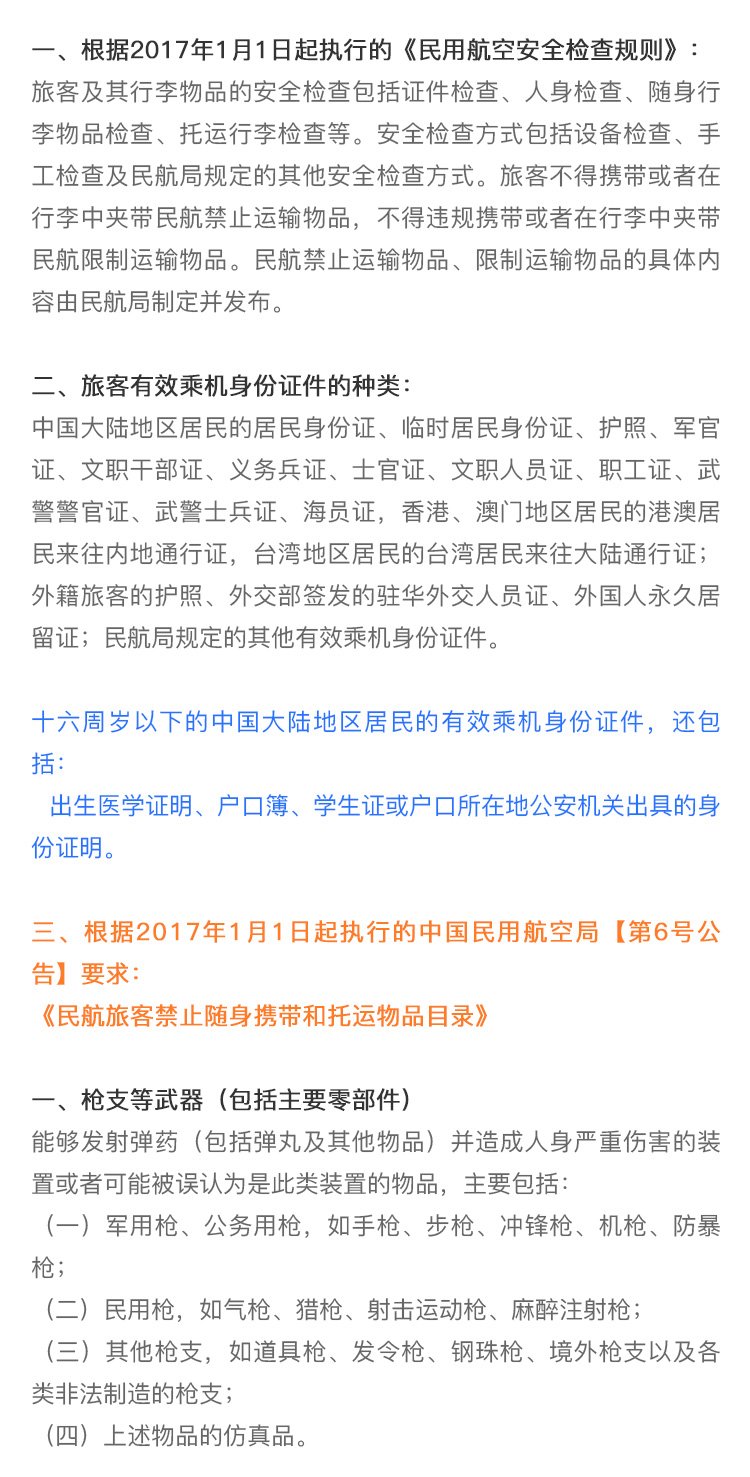 一、根据2017年1月1日起执行的《民用航空安全检查规则》：
旅客及其行李物品的安全检查包括证件检查、人身检查、随身行
李物品检查、托运行李检查等。安全检查方式包括设备检查、手
工检查及民航局规定的其他安全检查方式。旅客不得携带或者在
行李中夹带民航禁止运输物品，不得违规携带或者在行李中夹带
民航限制运输物品。民航禁止运输物品、限制运输物品的具体内
容由民航局制定并发布。
二、旅客有效乘机身份证件的种类：
中国大陆地区居民的居民身份证、临时居民身份证、护照、军官
证、文职干部证、义务兵证、士官证、文职人员证、职工证、武
警警官证、武警士兵证、海员证，香港、澳门地区居民的港澳居
民来往内地通行证，台湾地区居民的台湾居民来往大陆通行证；
外籍旅客的护照、外交部签发的驻华外交人员证、外国人永久居
留证；民航局规定的其他有效乘机身份证件。
十六周岁以下的中国大陆地区居民的有效乘机身份证件，还包
括：
出生医学证明、户口簿、学生证或户口所在地公安机关出具的身
份证明。
三、根据2017年1月1日起执行的中国民用航空局【第6号公
告】要求：
《民航旅客禁止随身携带和托运物品目录》
一、枪支等武器（包括主要零部件）
能够发射弹药（包括弹丸及其他物品）并造成人身严重伤害的装
置或者可能被误认为是此类装置的物品，主要包括：
（一）军用枪、公务用枪，如手枪、步枪、冲锋枪、机枪、防暴
枪；
（二）民用枪，如气枪、猎枪、射击运动枪、麻醉注射枪；
（三）其他枪支，如道具枪、发令枪、钢珠枪、境外枪支以及各
类非法制造的枪支；
（四）上述物品的仿真品。